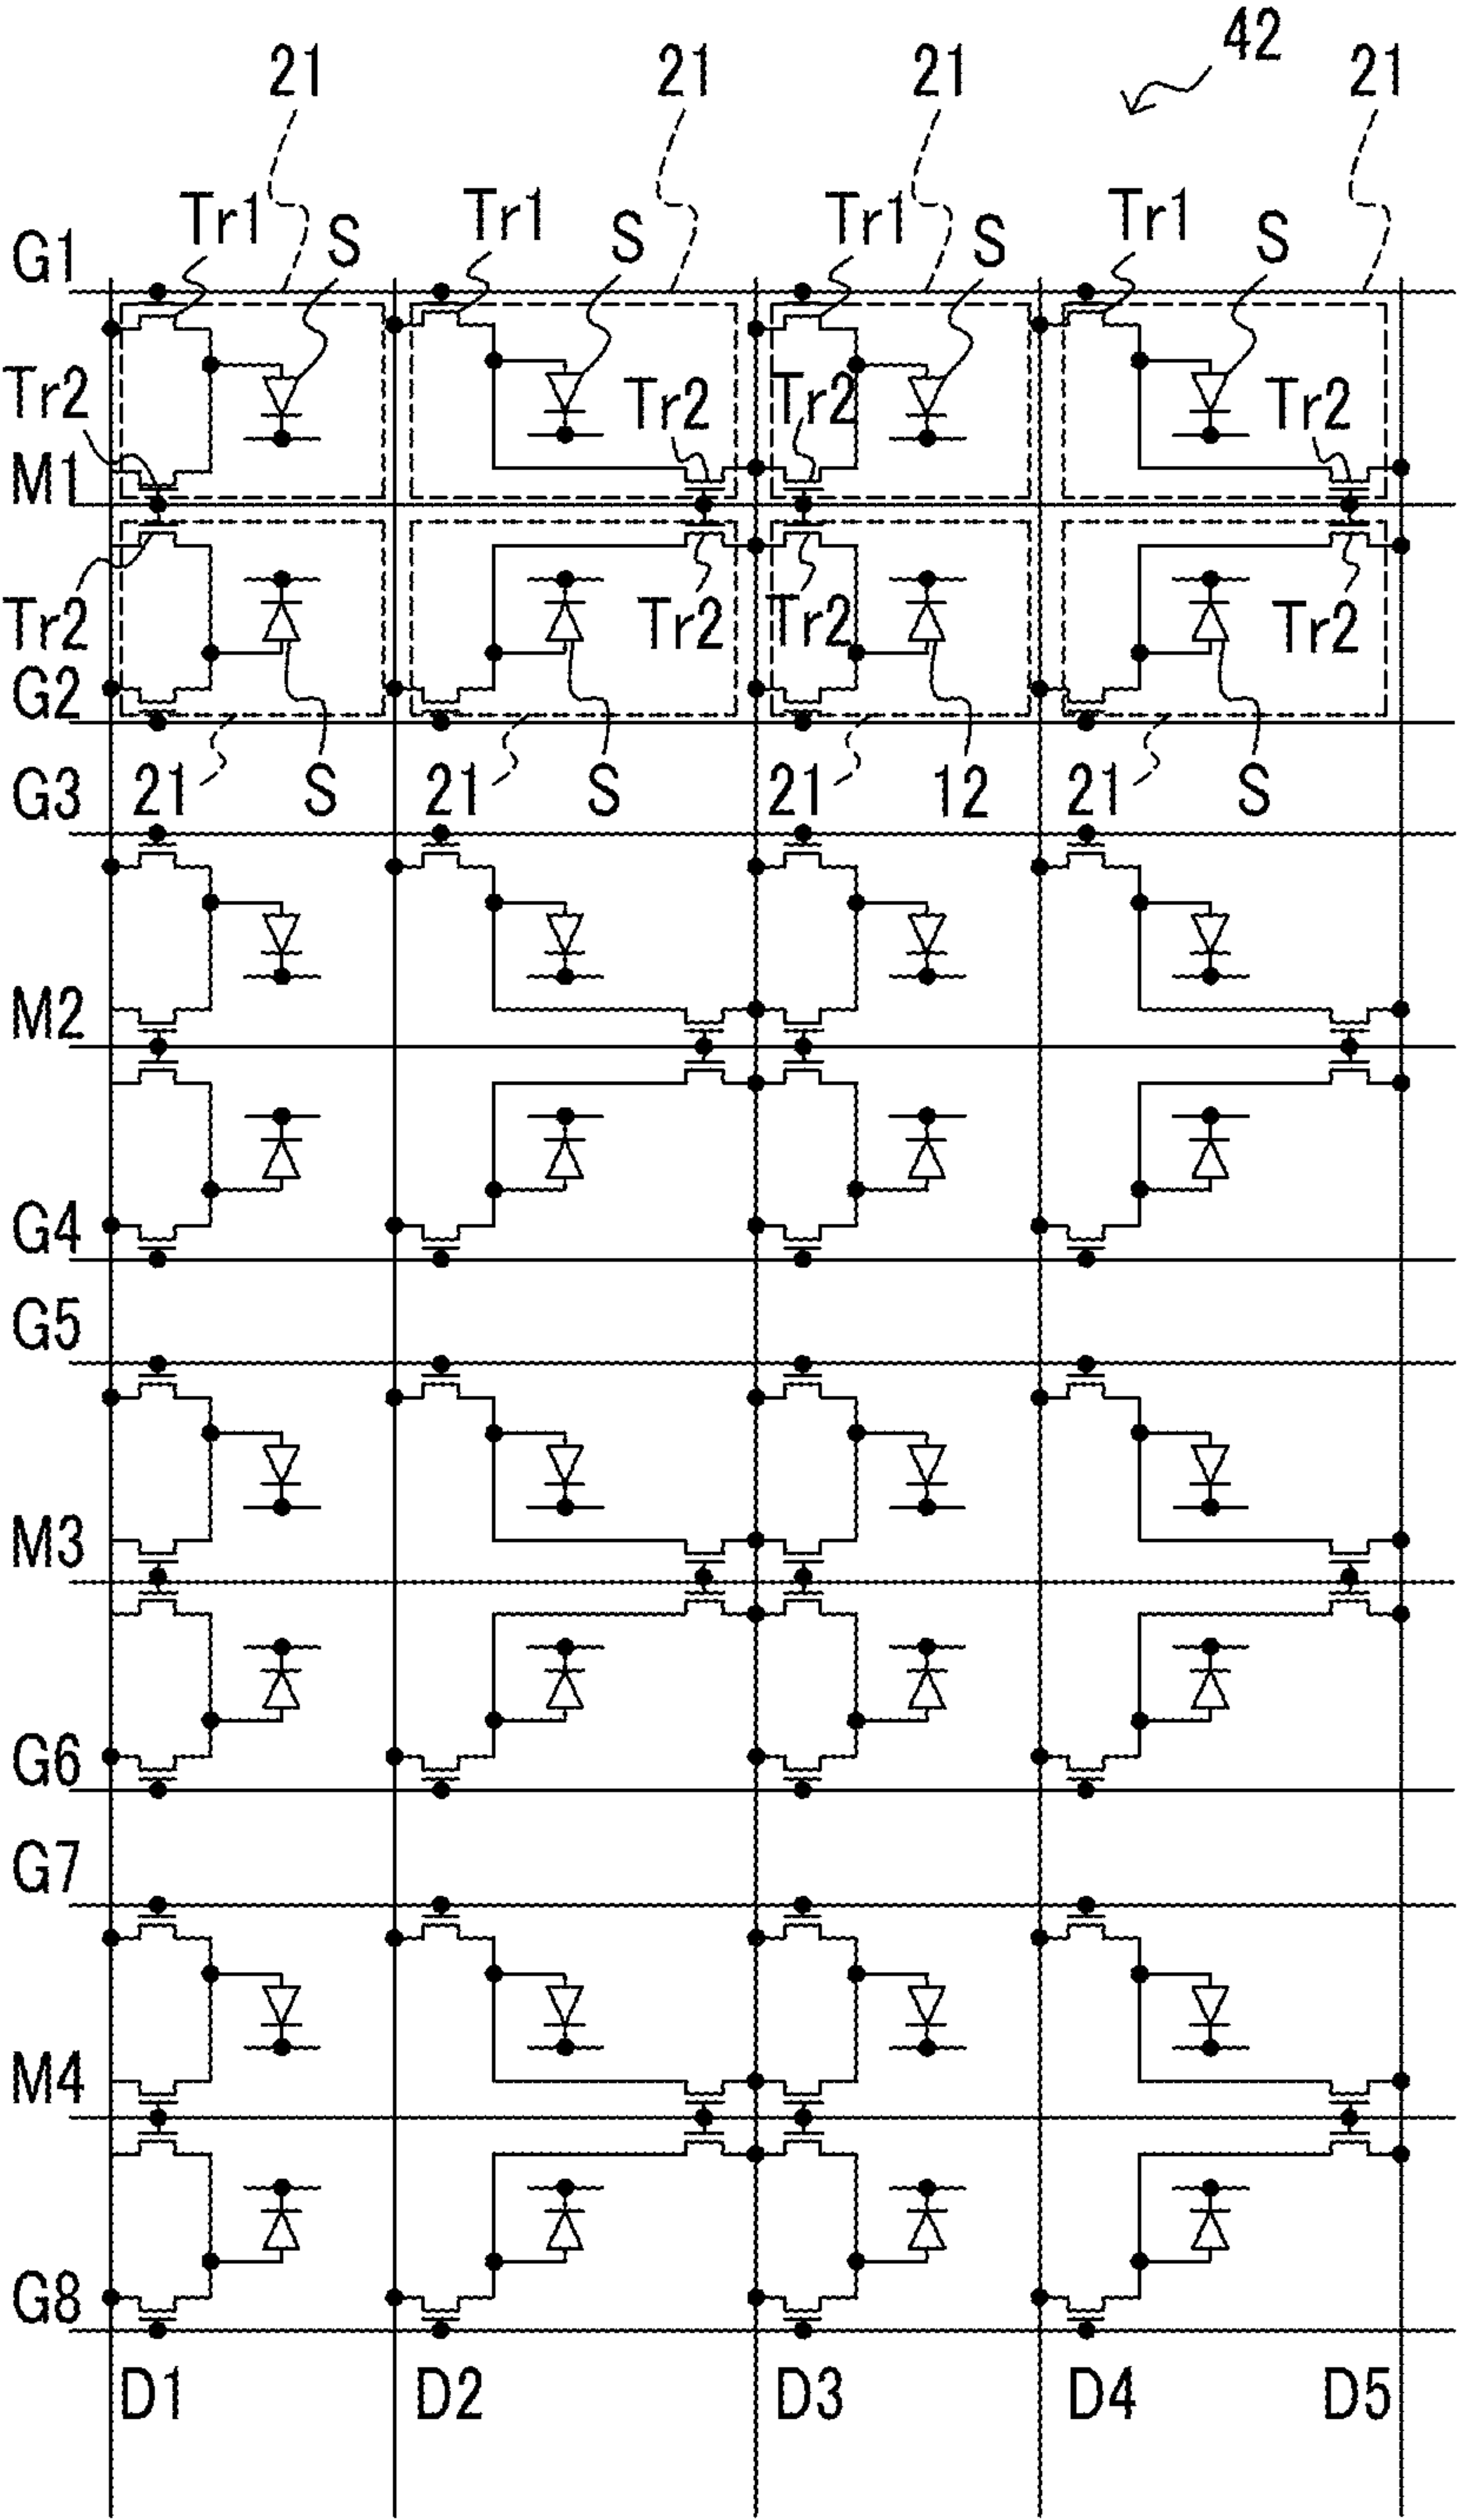 42
21 21 21 21
Tr1 S Tr1 S Tr1 S Tr1 S
G1
Tr2 Tr2 Tr2 Tr2
M1
Tr2 Tr2 Tr2 Tr2
G2
21 S 21 S 21 12 21 S
G3
M2
G4
G5
M3
G6
G7
M4
G8
D1 D2 D3 D4 D5